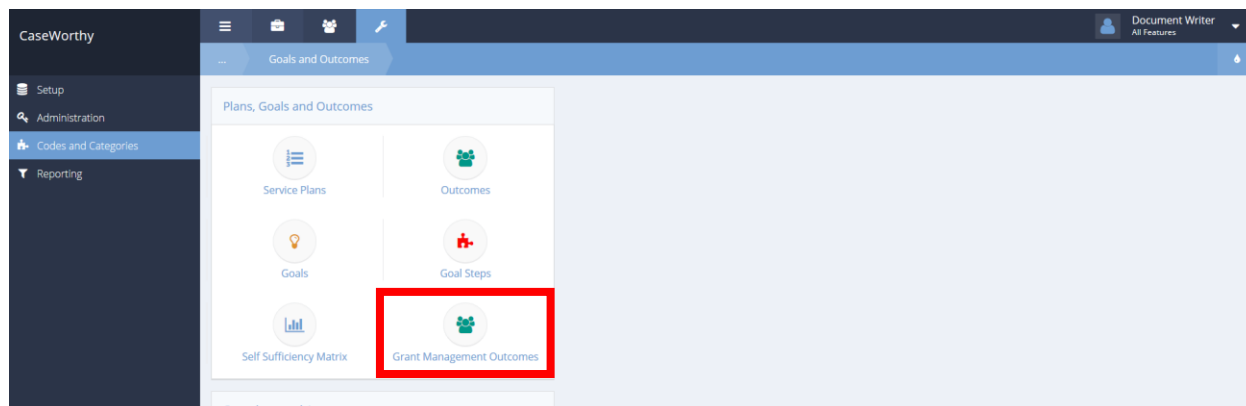 CaseWorthy
Document Writer
All Features
... Goals and Outcomes
Setup
Administration
Codes and Categories
Reporting
Plans, Goals and Outcomes
Service Plans
Outcomes
Goals
Goal Steps
Self Sufficiency Matrix
Grant Management Outcomes